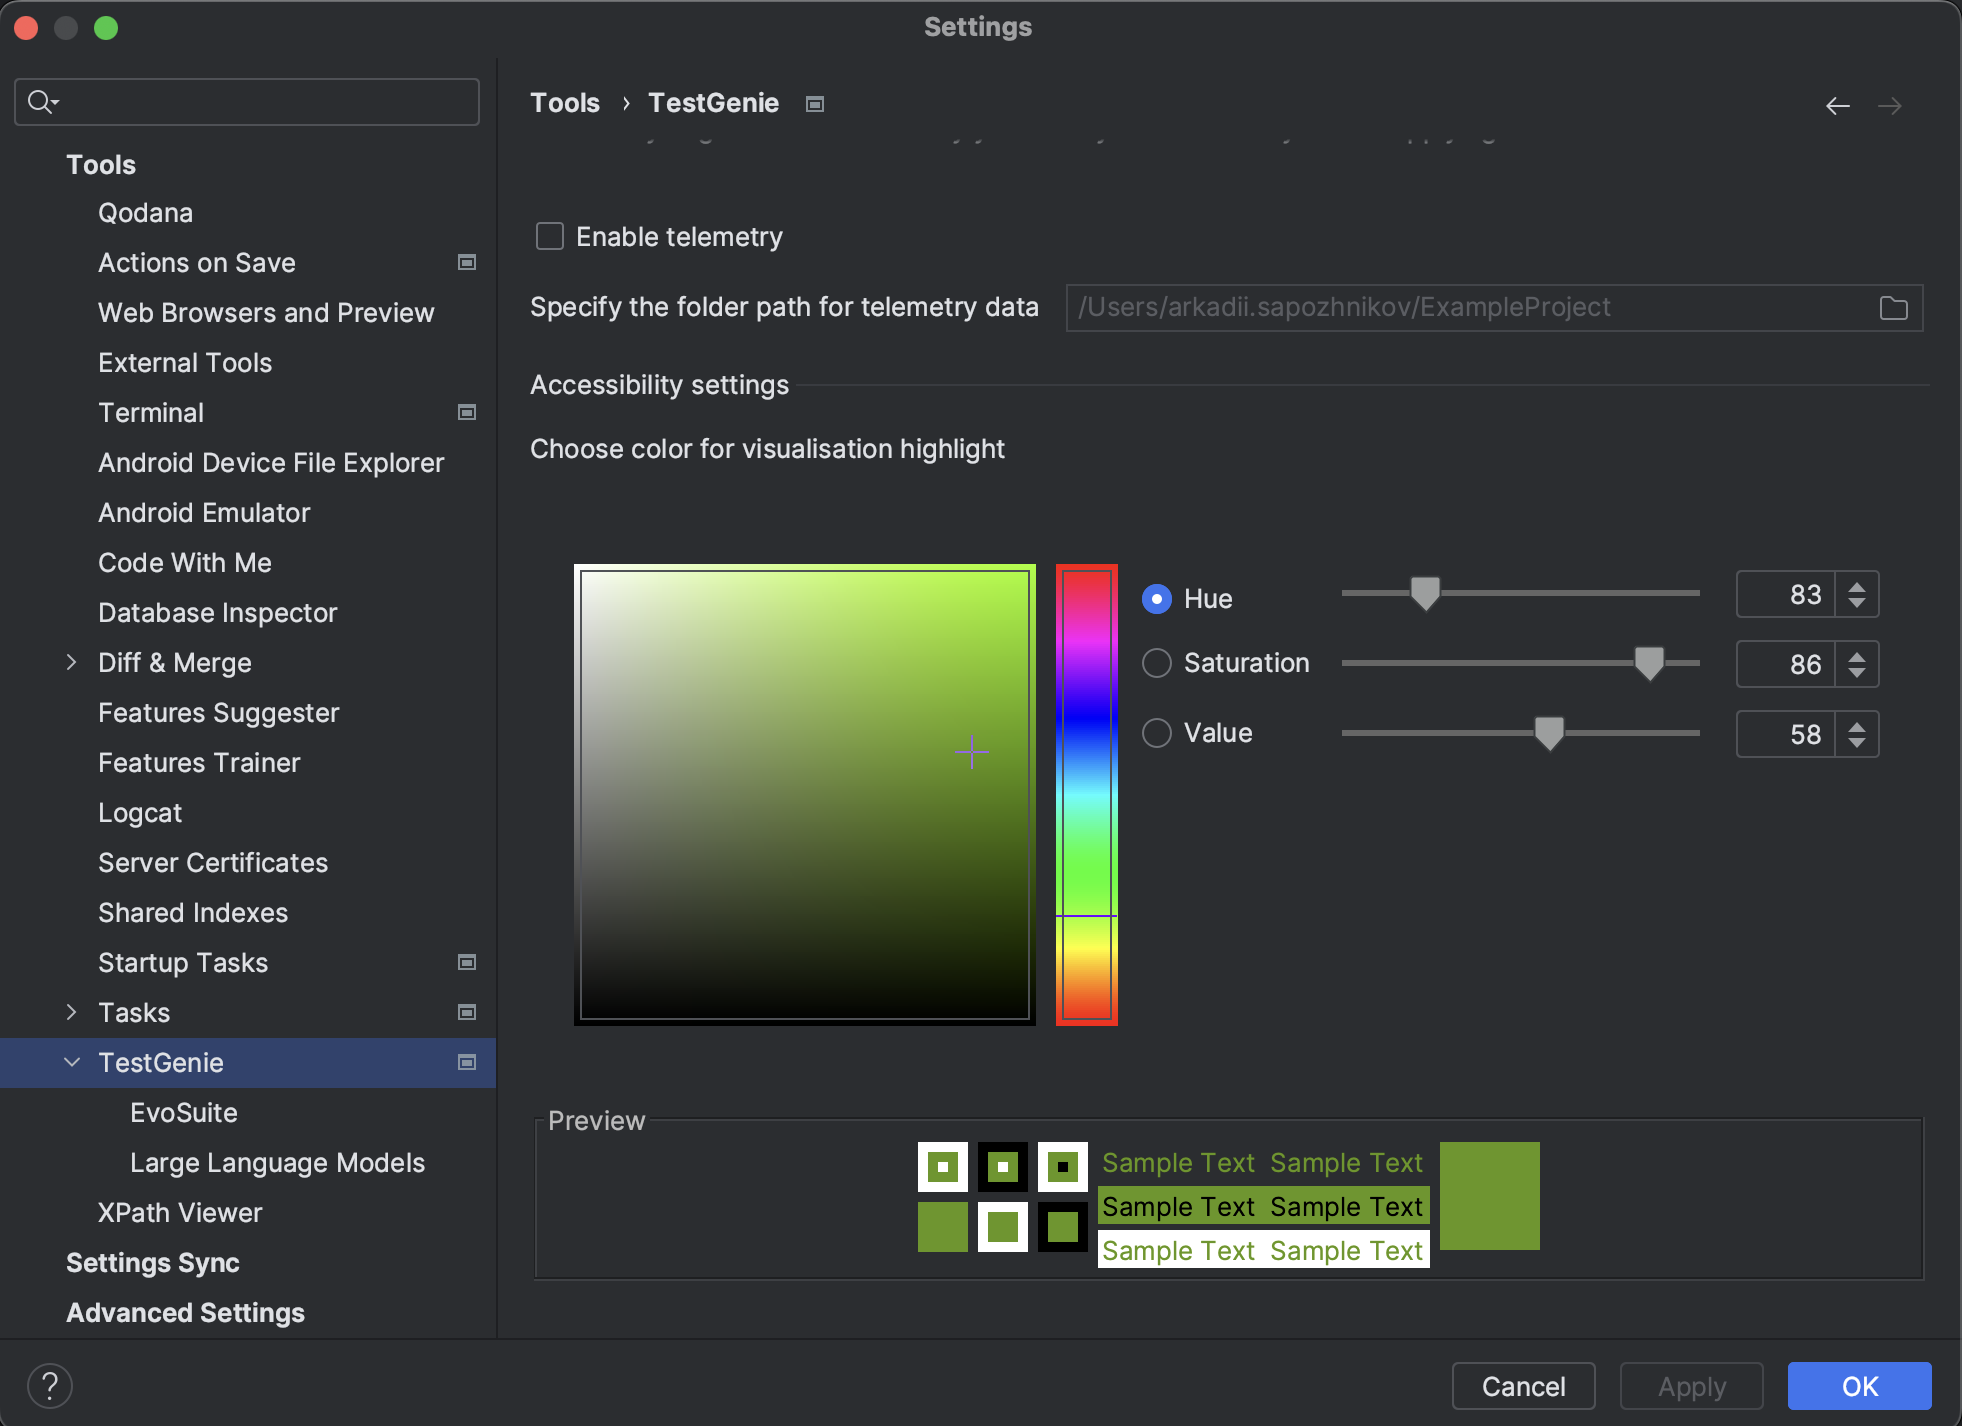 Settings
Tools
Qodana
Actions on Save
Web Browsers and Preview
External Tools
Terminal
Android Device File Explorer
Android Emulator
Code With Me
Database Inspector
Diff & Merge
Features Suggester
Features Trainer
Logcat
Server Certificates
Shared Indexes
Startup Tasks
Tasks
TestGenie
EvoSuite
Large Language Models
XPath Viewer
Settings Sync
Advanced Settings
Tools › TestGenie
Enable telemetry
Specify the folder path for telemetry data /Users/arkadii.sapozhnikov/ExampleProject
Accessibility settings
Choose color for visualisation highlight
Hue 83
Saturation 86
Value 58
Preview
Sample Text Sample Text
Sample Text Sample Text
Sample Text Sample Text
?
Cancel Apply OK